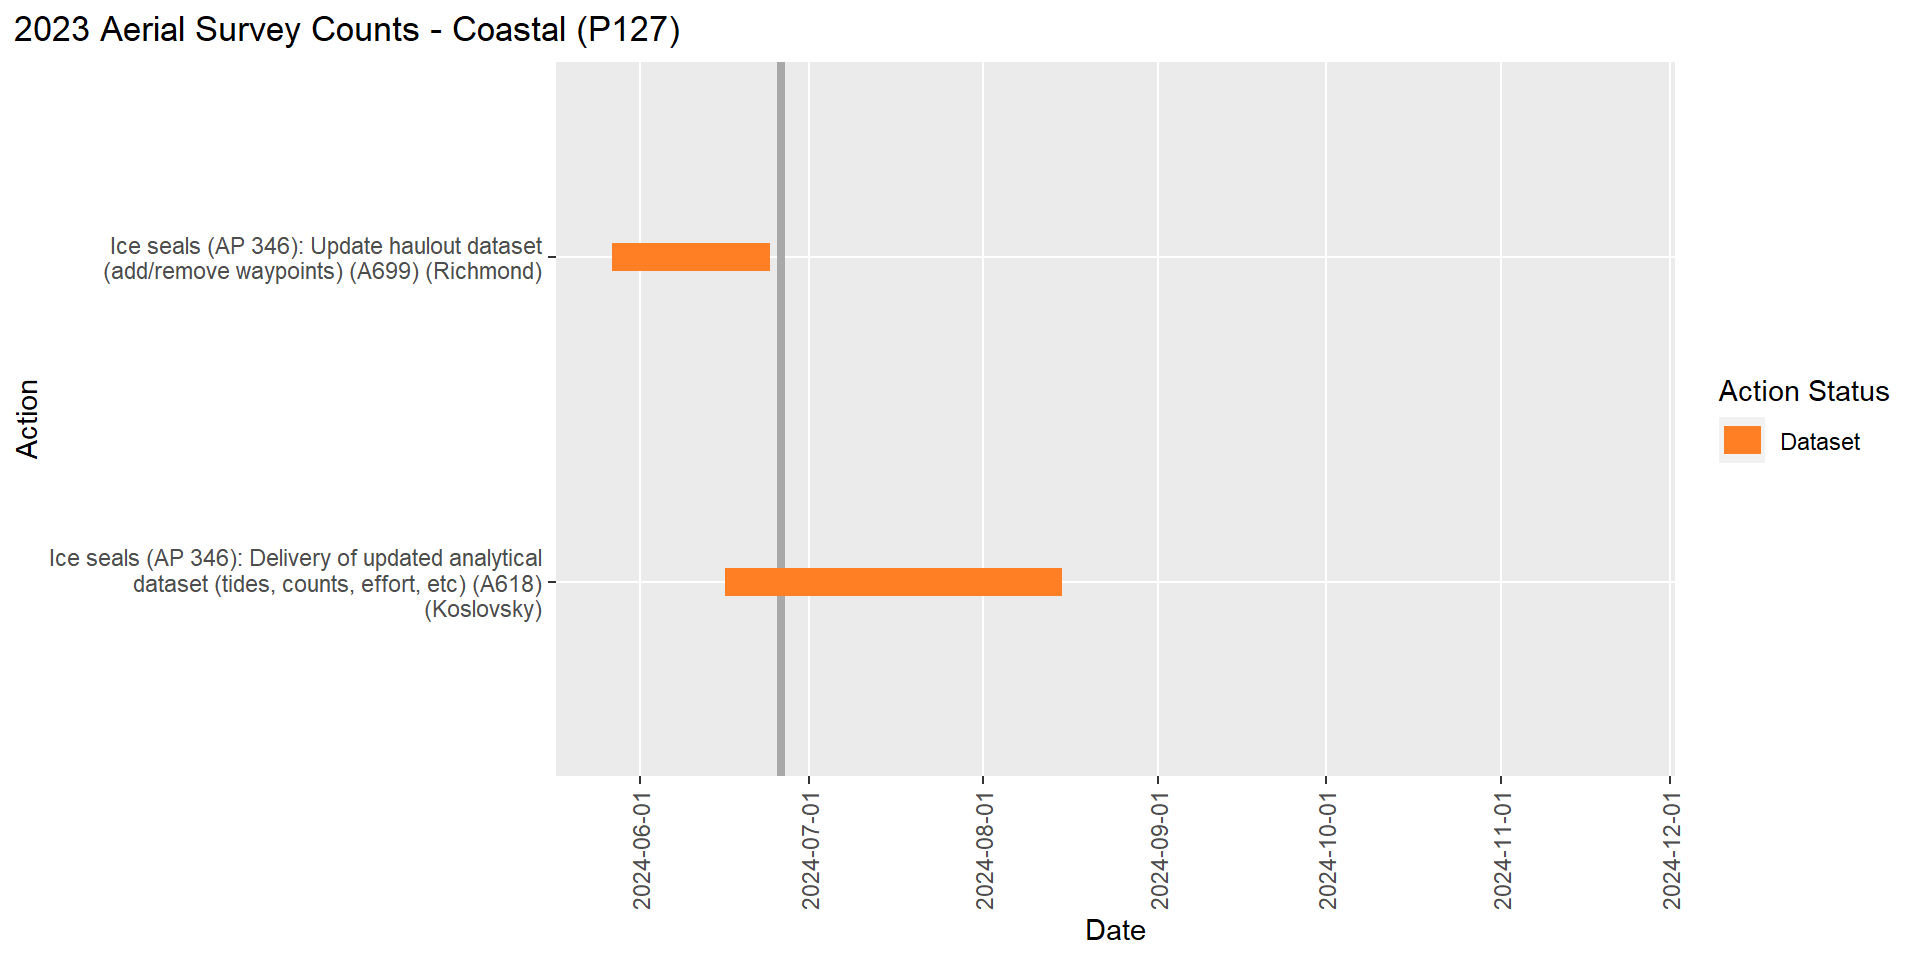 2023 Aerial Survey Counts - Coastal (P127)
Action
Ice seals (AP 346): Update haulout dataset
(add/remove waypoints) (A699) (Richmond)
Ice seals (AP 346): Delivery of updated analytical
dataset (tides, counts, effort, etc) (A618)
(Koslovsky)
2024-06-01
2024-07-01
2024-08-01
2024-09-01
2024-10-01
2024-11-01
2024-12-01
Date
Action Status
Dataset